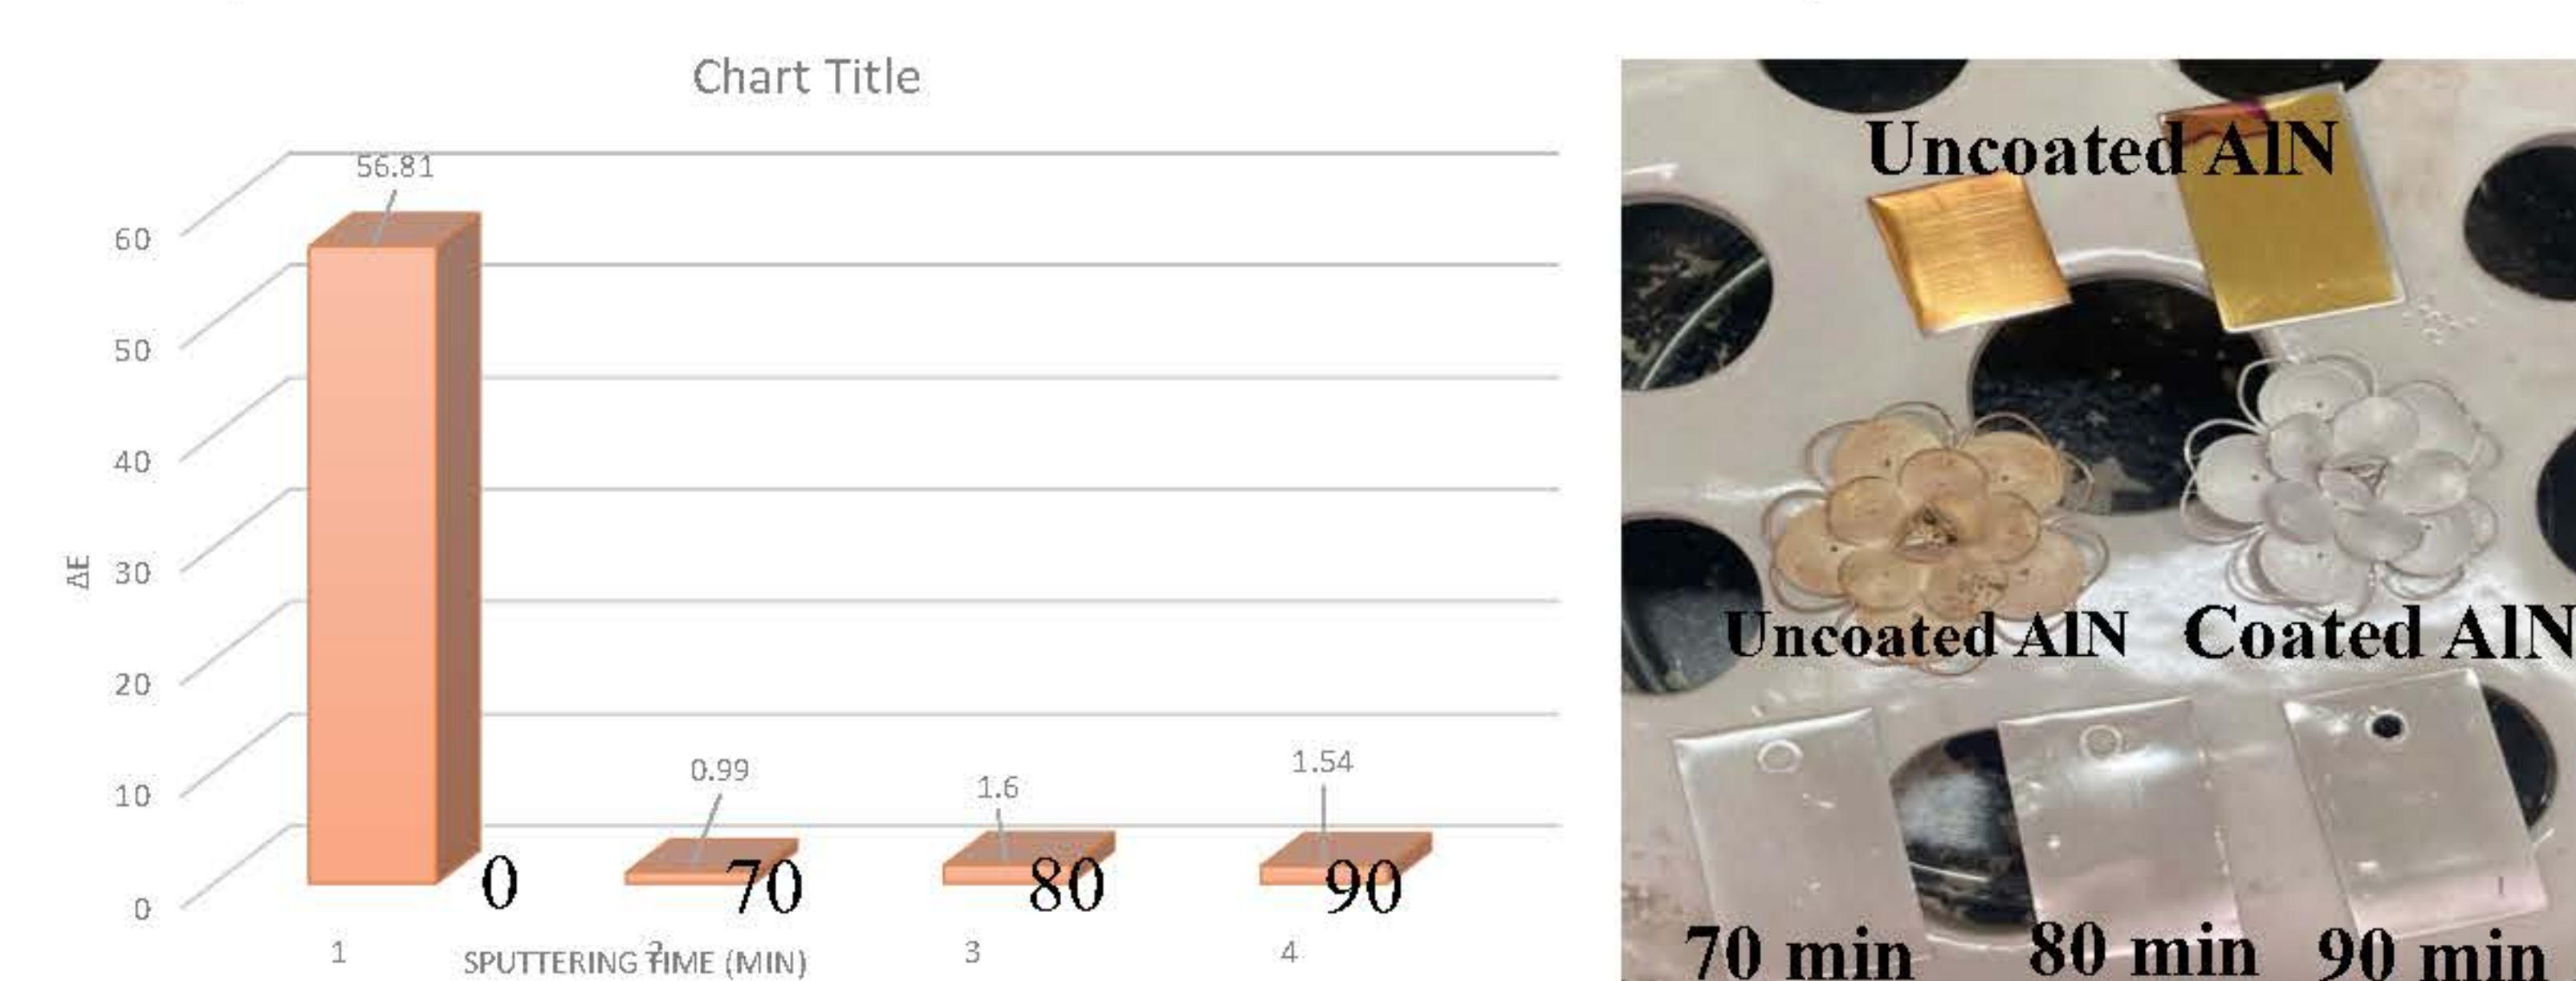 Chart Title
56.81
60
50
40
30
20
10
0
ΔE
0.99
1.6
1.54
0
70
80
90
1
2
3
4
SPUTTERING TIME (MIN)
Uncoated AlN
Uncoated AlN
Coated AlN
70 min
80 min
90 min